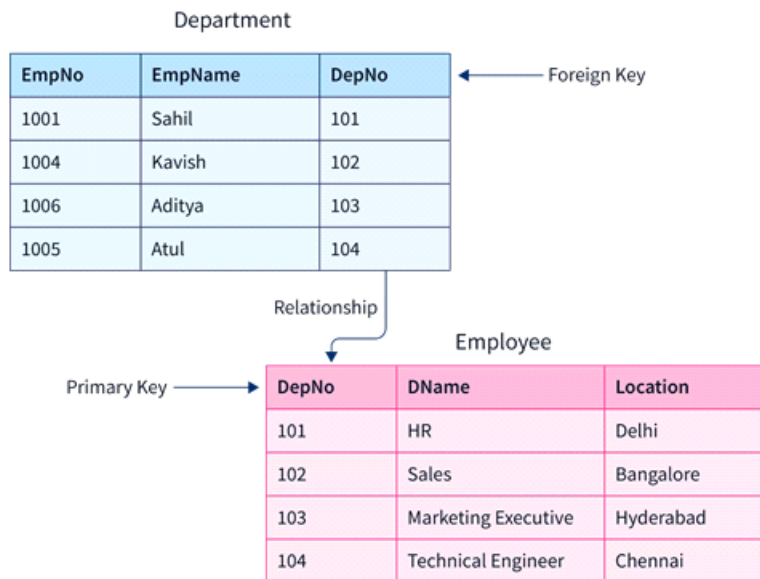 Department
EmpNo EmpName DepNo
Foreign Key
1001 Sahil 101
1004 Kavish 102
1006 Aditya 103
1005 Atul 104
Relationship
Employee
Primary Key
DepNo DName Location
101 HR Delhi
102 Sales Bangalore
103 Marketing Executive Hyderabad
104 Technical Engineer Chennai